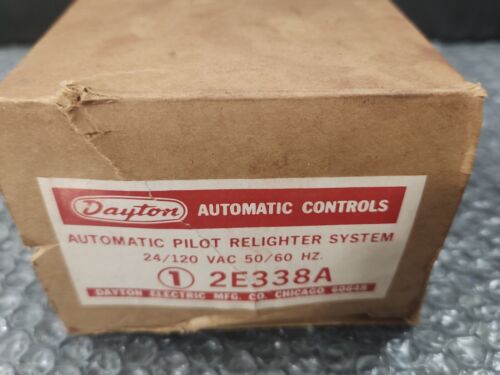 Dayton AUTOMATIC CONTROLS
AUTOMATIC PILOT RELIGHTER SYSTEM
24/120 VAC 50/60 HZ.
1 2E338A
DAYTON ELECTRIC MFG. CO. CHICAGO 60648